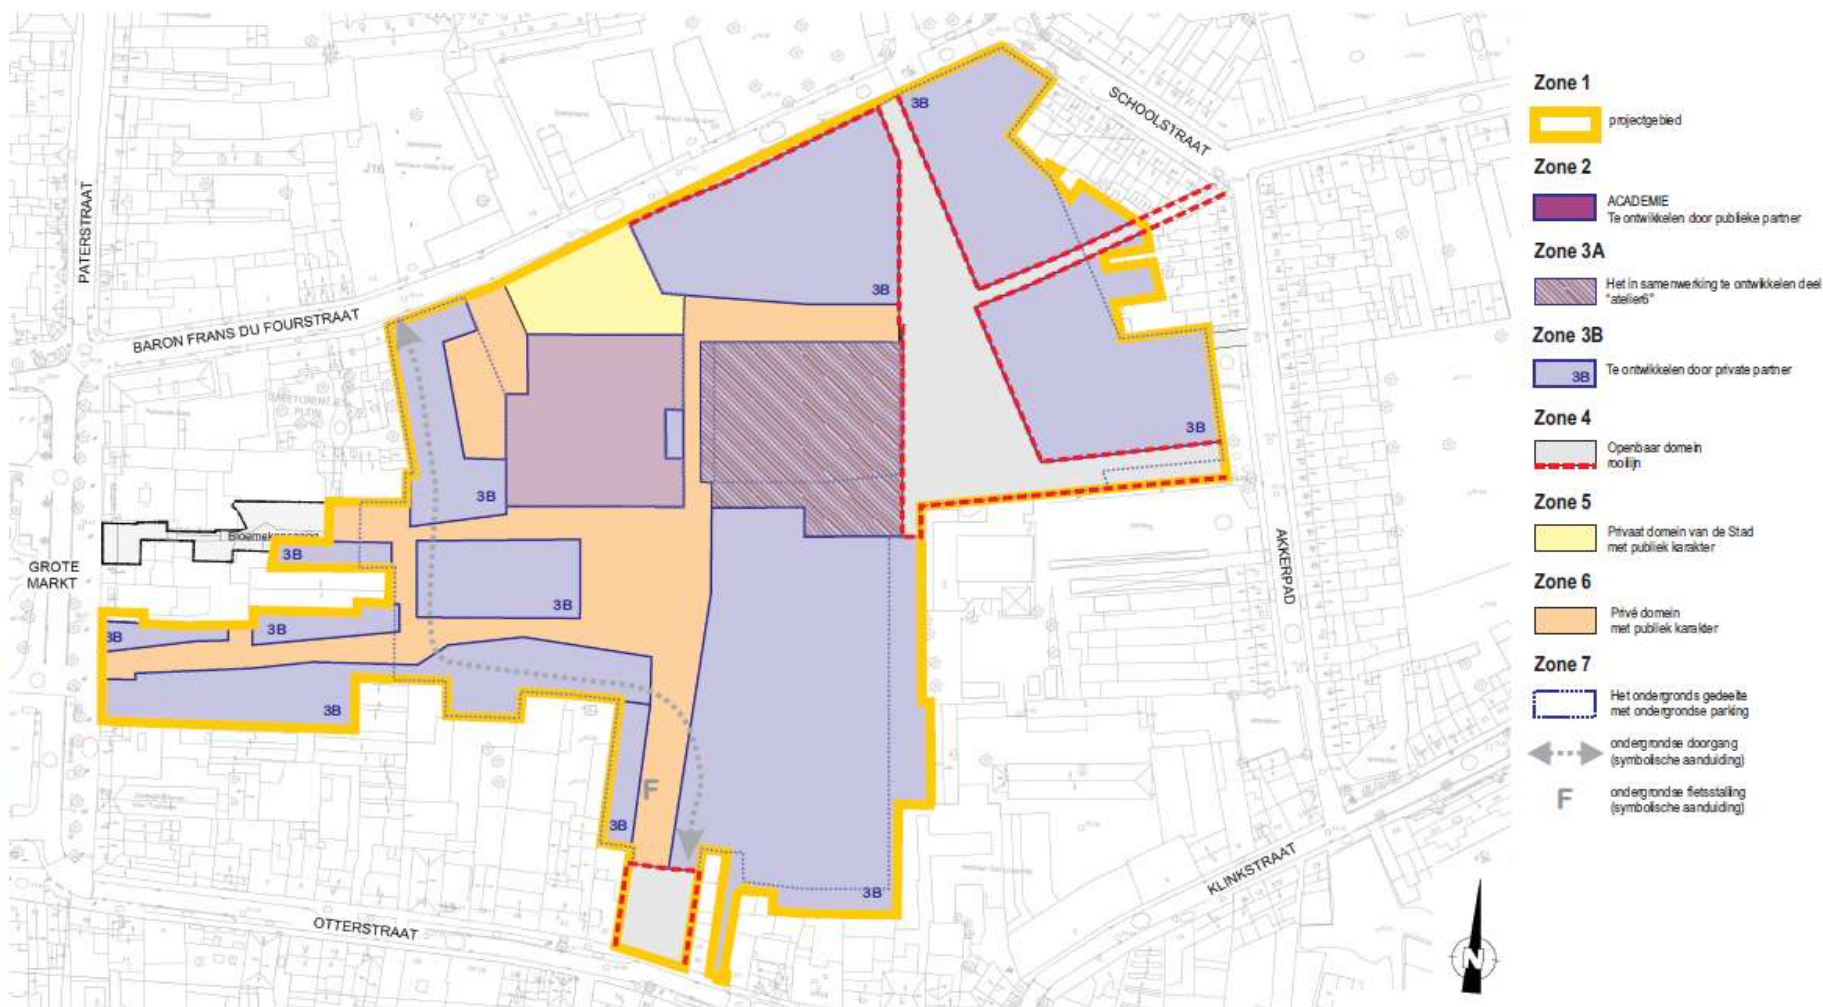 SCHOOLSTRAAT
3B
PATERSTRAAT
J16
3B
BARON FRANS DU FOURSTRAAT
PLEIN
3B
3B
Bloemekensgang
3B
GROTE
MARKT
AKKERPAD
3B
3B
3B
3B
F
3B
3B
KLINKSTRAAT
OTTERSTRAAT
N
Zone 1
projectgebied
Zone 2
ACADEMIE
Te ontwikkelen door publieke partner
Zone 3A
Het in samenwerking te ontwikkelen deel
"atelier6"
Zone 3B
3B
Te ontwikkelen door private partner
Zone 4
Openbaar domein
rooilijn
Zone 5
Privaat domein van de Stad
met publiek karakter
Zone 6
Privé domein
met publiek karakter
Zone 7
Het ondergronds gedeelte
met ondergrondse parking
ondergrondse doorgang
(symbolische aanduiding)
F
ondergrondse fietsstalling
(symbolische aanduiding)